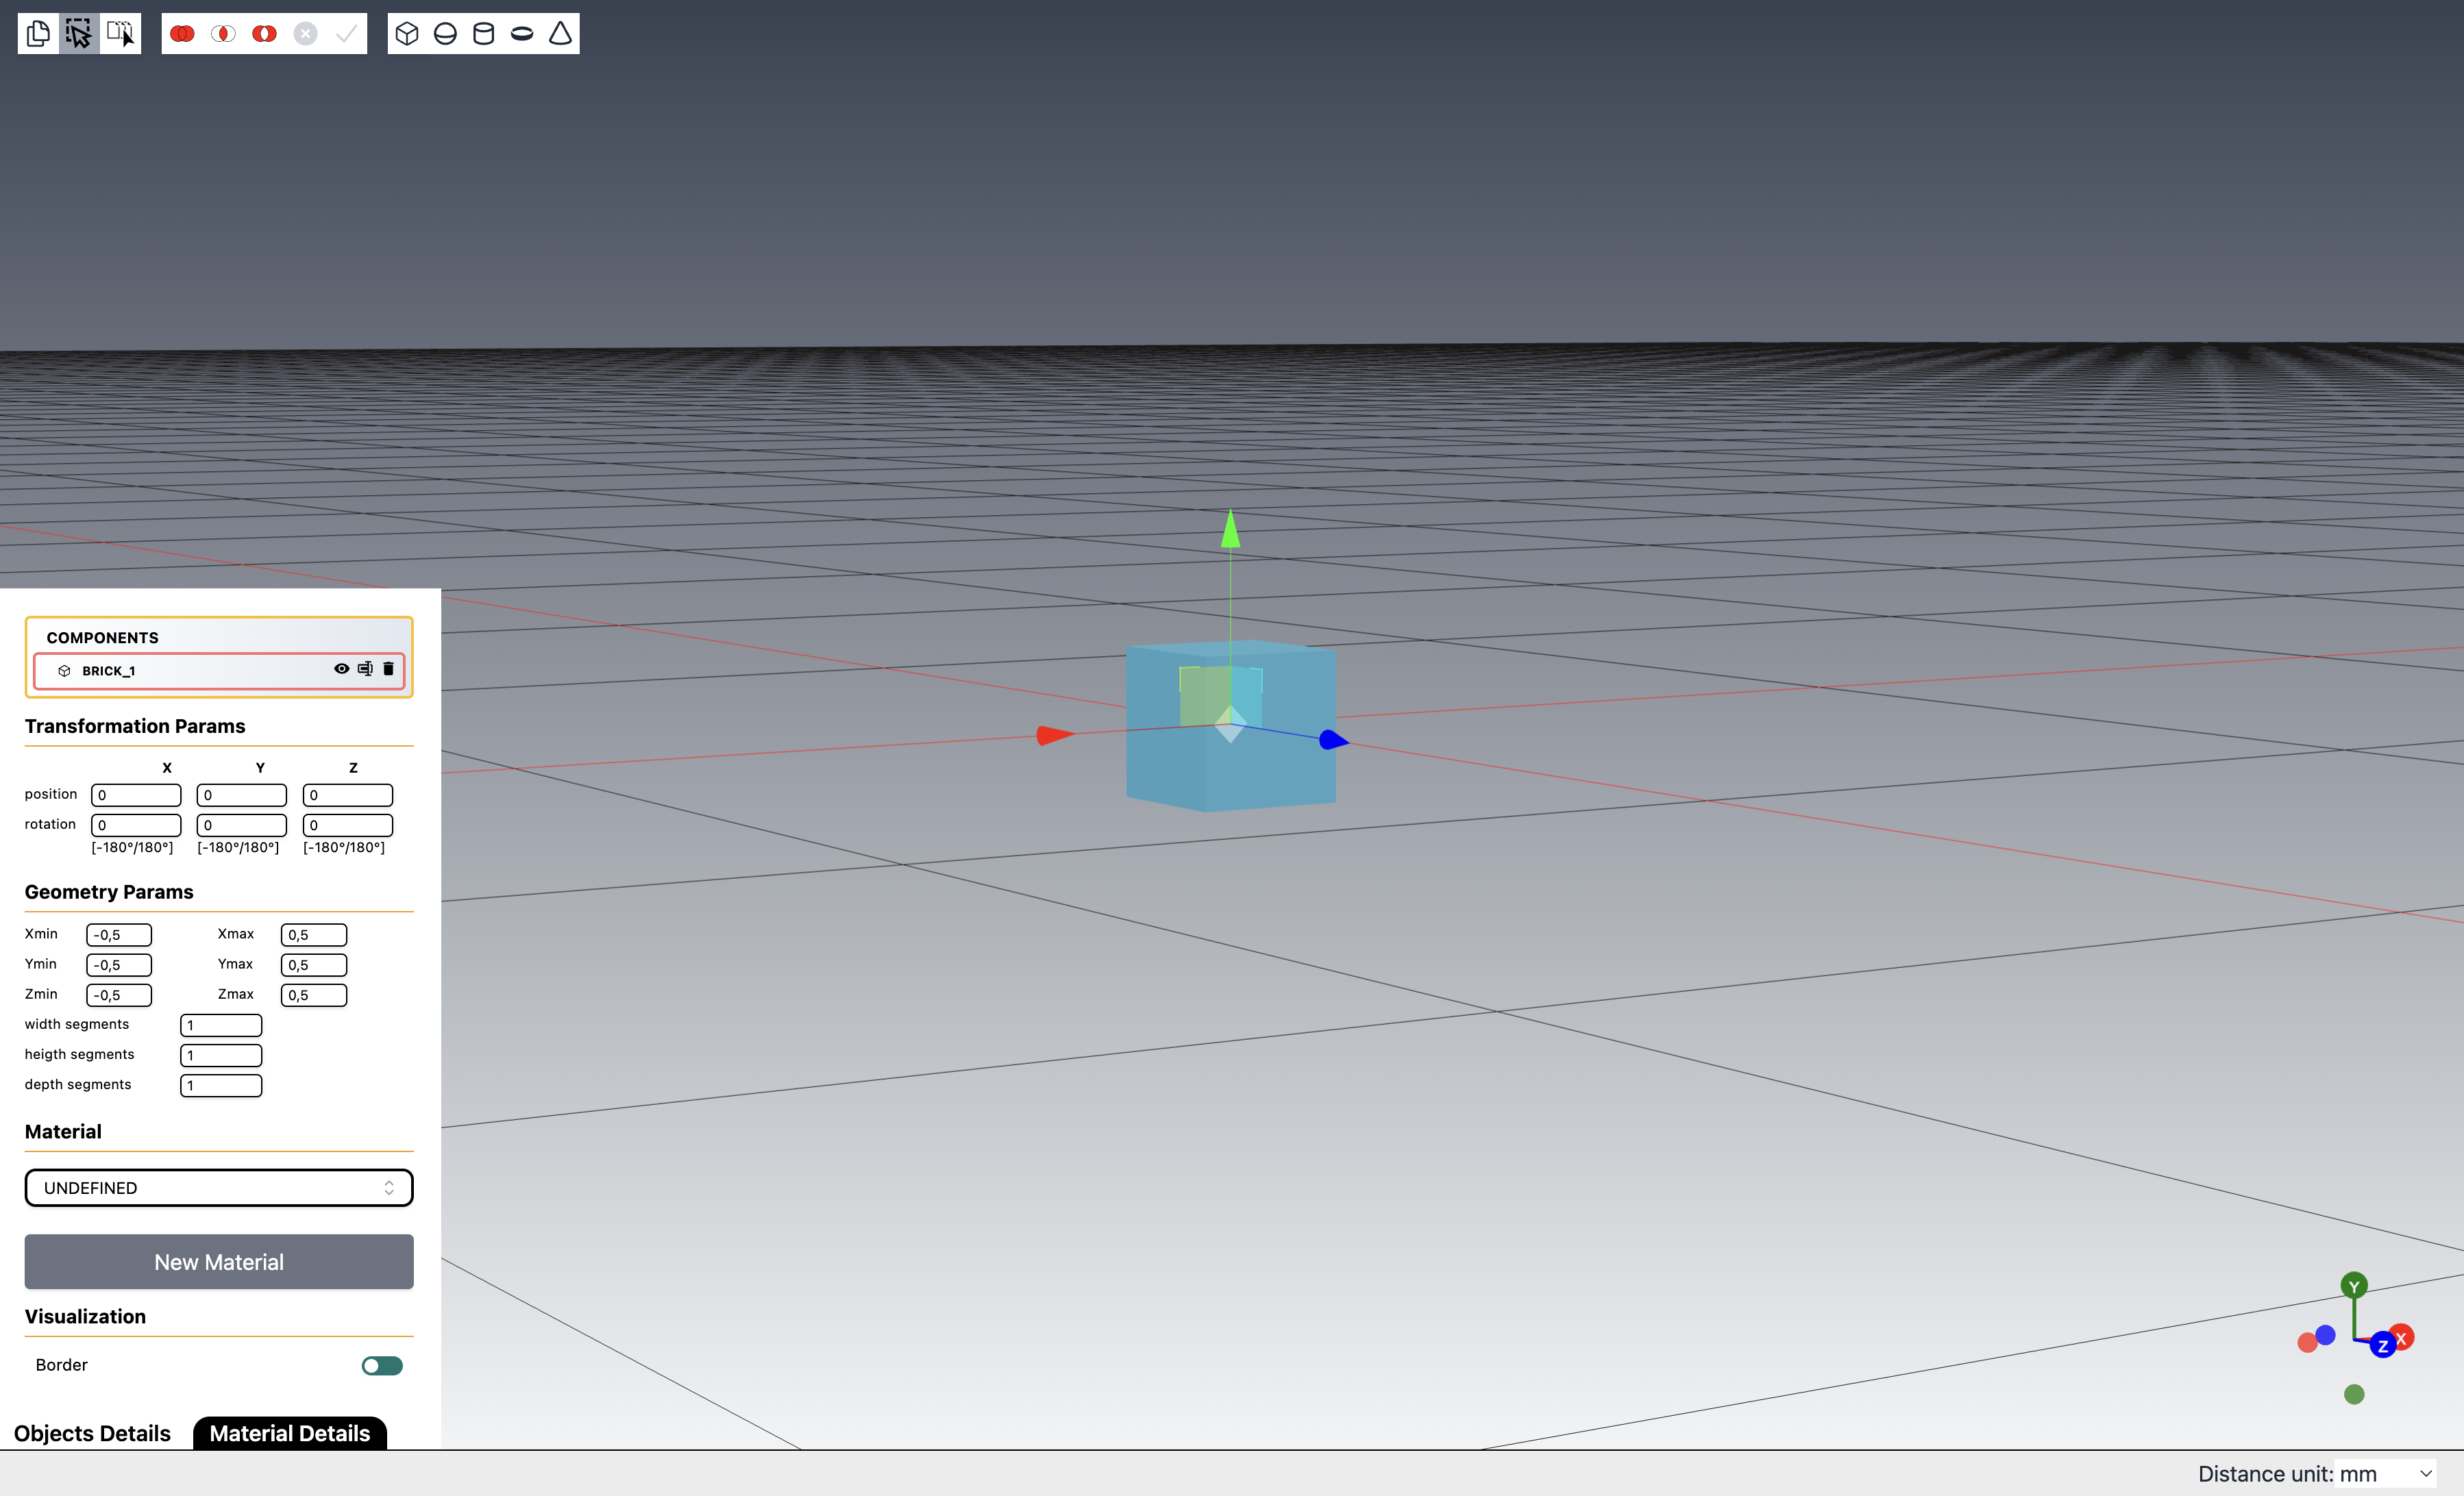 COMPONENTS
BRICK_1
Transformation Params
X Y Z
position 0 0 0
rotation 0 0 0
[-180°/180°] [-180°/180°] [-180°/180°]
Geometry Params
Xmin -0,5 Xmax 0,5
Ymin -0,5 Ymax 0,5
Zmin -0,5 Zmax 0,5
width segments 1
heigth segments 1
depth segments 1
Material
UNDEFINED
New Material
Visualization
Border
Objects Details Material Details
Y
X
Z
Distance unit: mm